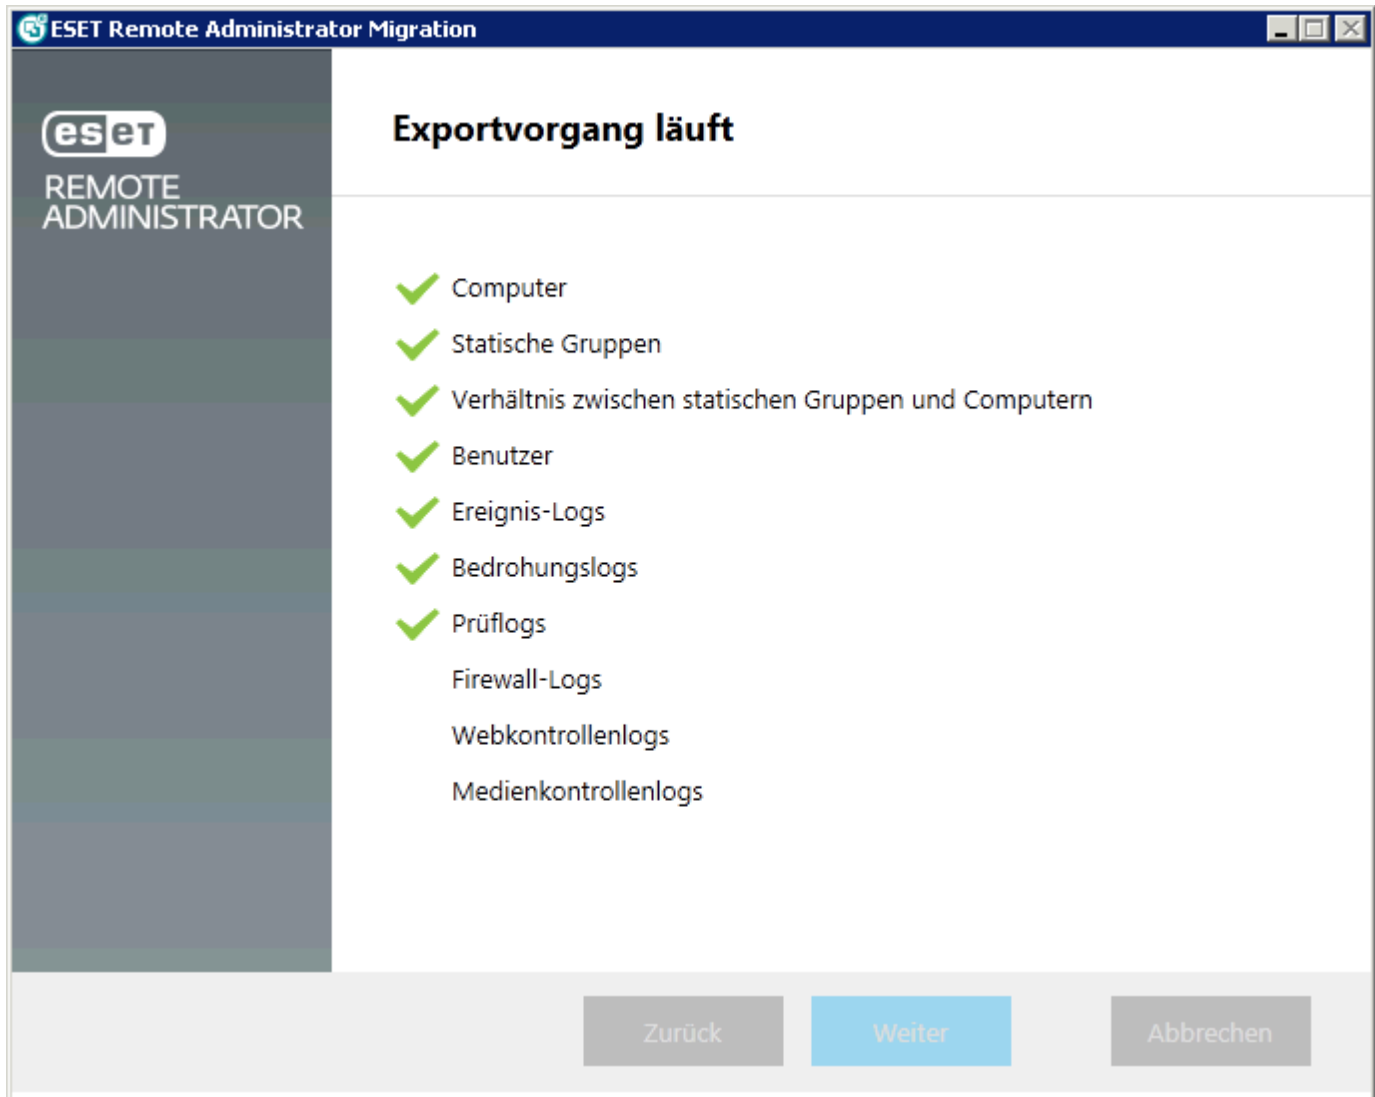 ESET Remote Administrator Migration
eset
REMOTE
ADMINISTRATOR
Exportvorgang läuft
Computer
Statische Gruppen
Verhältnis zwischen statischen Gruppen und Computern
Benutzer
Ereignis-Logs
Bedrohungslogs
Prüflogs
Firewall-Logs
Webkontrollenlogs
Medienkontrollenlogs
Zurück Weiter Abbrechen